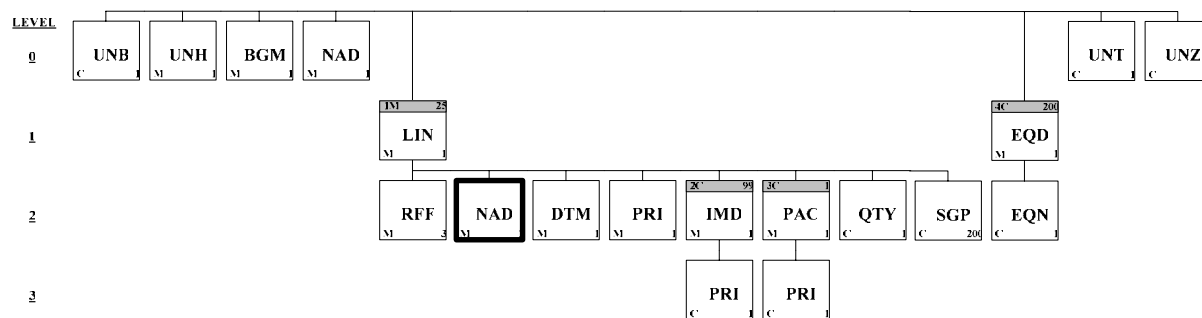 LEVEL
0
UNB
C 1
UNH
M 1
BGM
M 1
NAD
M 1
UNT
C 1
UNZ
C
1
1M 25
LIN
M 1
4C 200
EQD
M 1
2
RFF
M 3
NAD
M
DTM
M 1
PRI
M 1
2C 99
IMD
M 1
3C 1
PAC
M 1
QTY
C 1
SGP
C 200
EQN
C 1
3
PRI
C 1
PRI
C 1